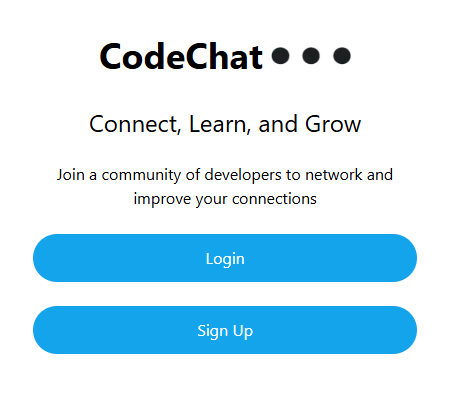 CodeChat
Connect, Learn, and Grow
Join a community of developers to network and
improve your connections
Login
Sign Up